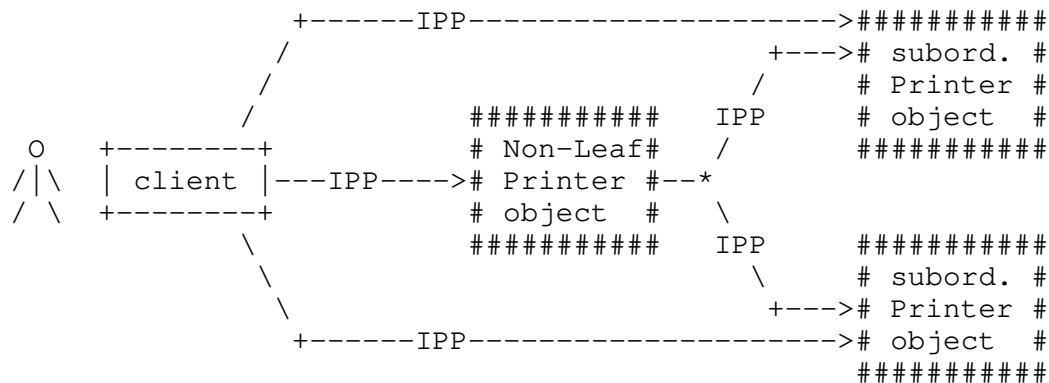 +------IPP--------------------->###########
/                           +---># subord. #
/                           /     # Printer #
/              ###########   IPP     # object  #
O    +--------+             # Non-Leaf#   /       ###########
/|\   | client |---IPP----># Printer #--*
/ \   +--------+             # object  #   \
\              ###########   IPP     ###########
\                           \     # subord. #
\                           +---># Printer #
+------IPP---------------------># object  #
###########